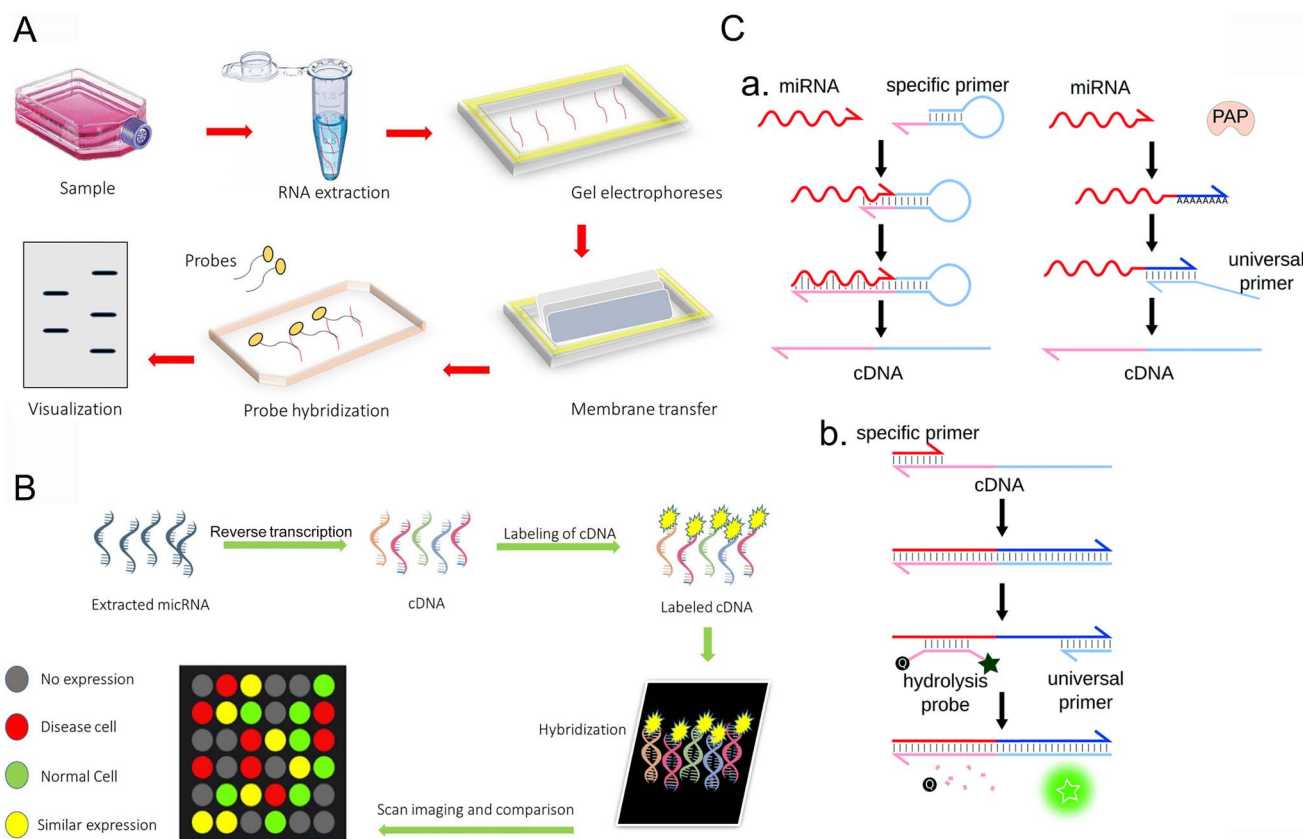 A
Sample
RNA extraction
Gel electrophoreses
Probes
Visualization
Probe hybridization
Membrane transfer
B
Extracted micRNA
Reverse transcription
cDNA
Labeling of cDNA
Labeled cDNA
Hybridization
Scan imaging and comparison
No expression
Disease cell
Normal Cell
Similar expression
C
a.
miRNA
specific primer
cDNA
miRNA
PAP
AAAAAAAA
universal
primer
cDNA
b.
specific primer
cDNA
Q
hydrolysis
probe
universal
primer
Q